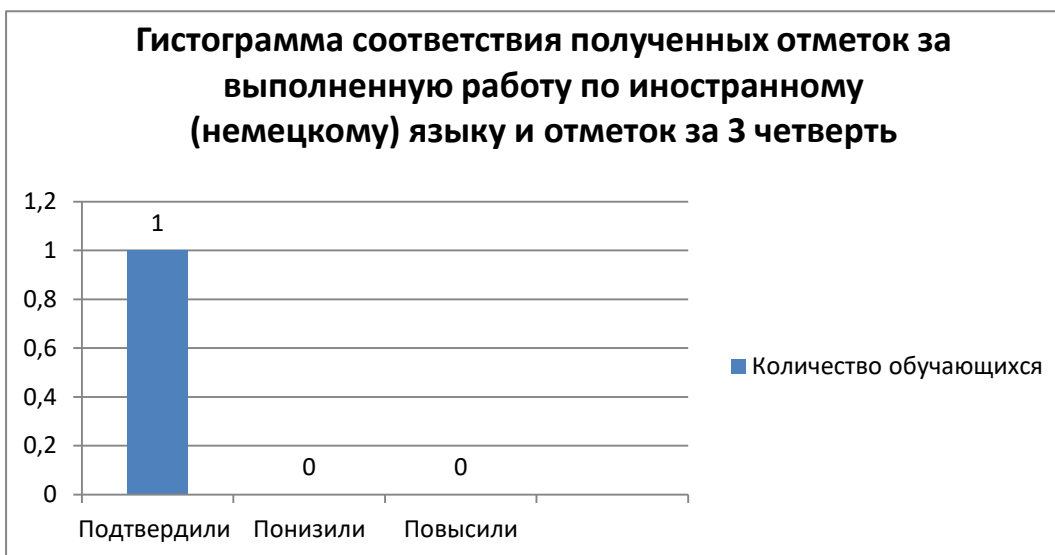 Гистограмма соответствия полученных отметок за
выполненную работу по иностранному
(немецкому) языку и отметок за 3 четверть
1,2
1
0,8
0,6
0,4
0,2
0
1
0
0
Подтвердили Понизили Повысили
Количество обучающихся